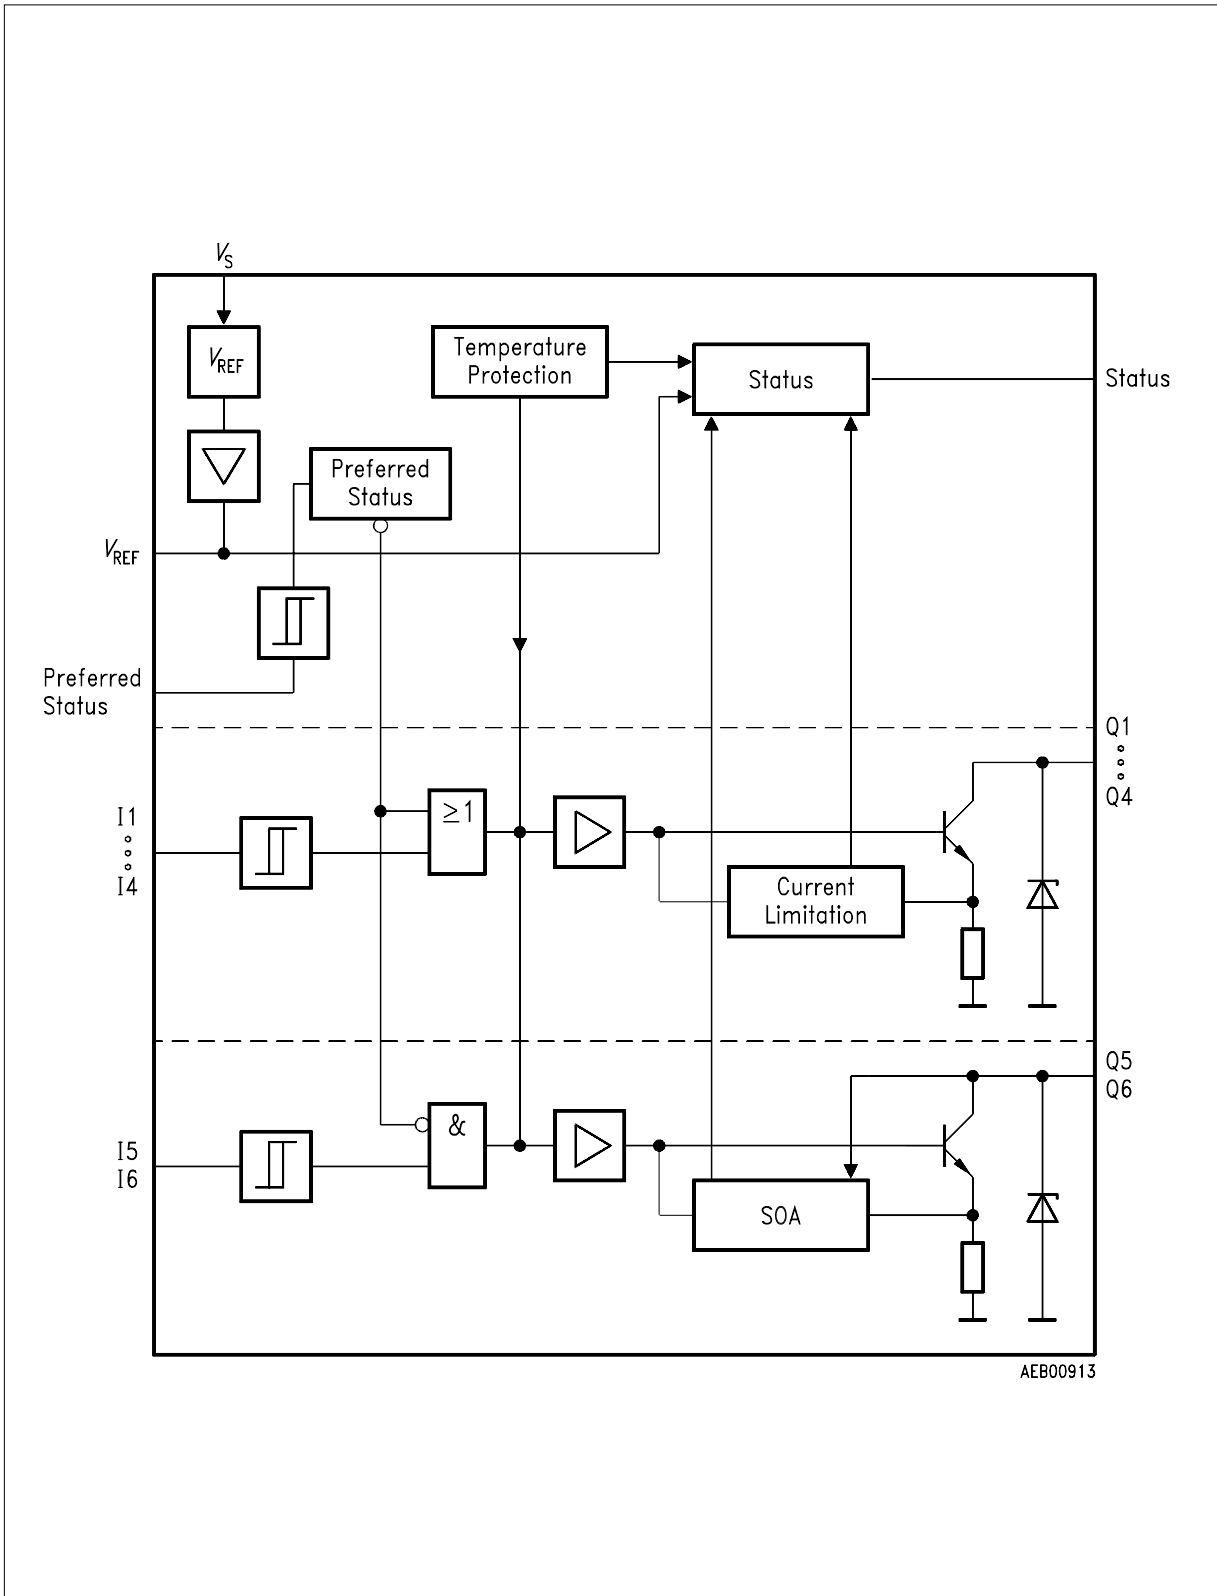 VS
VREF
Temperature
Protection
Status
Status
Preferred
Status
VREF
Preferred
Status
Q1
Q4
I1
I4
≥1
Current
Limitation
Q5
Q6
I5
I6
&
SOA
AEB00913